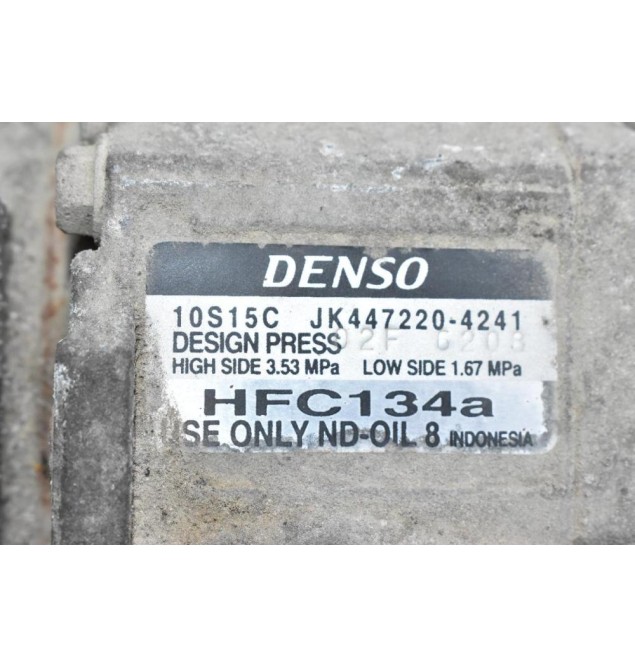 DENSO
10S15C JK447220-4241
DESIGN PRESS
HIGH SIDE 3.53 MPa LOW SIDE 1.67 MPa
HFC134a
USE ONLY ND-OIL 8 INDONESIA